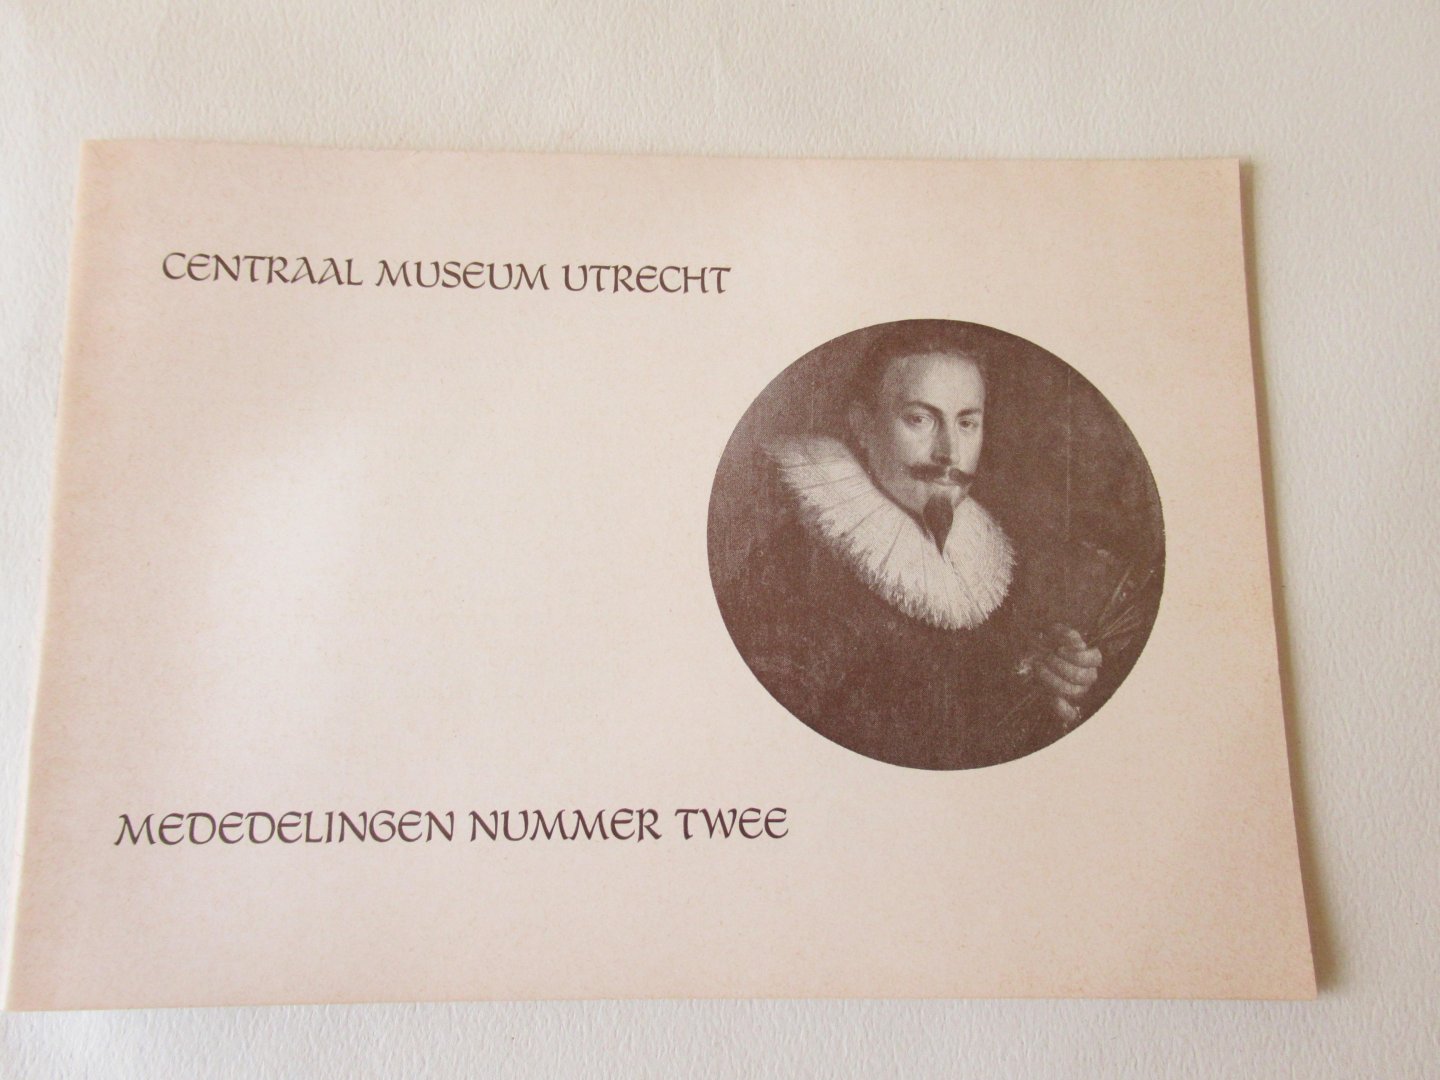 CENTRAAL MUSEUM UTRECHT
MEDEDELINGEN NUMMER TWEE